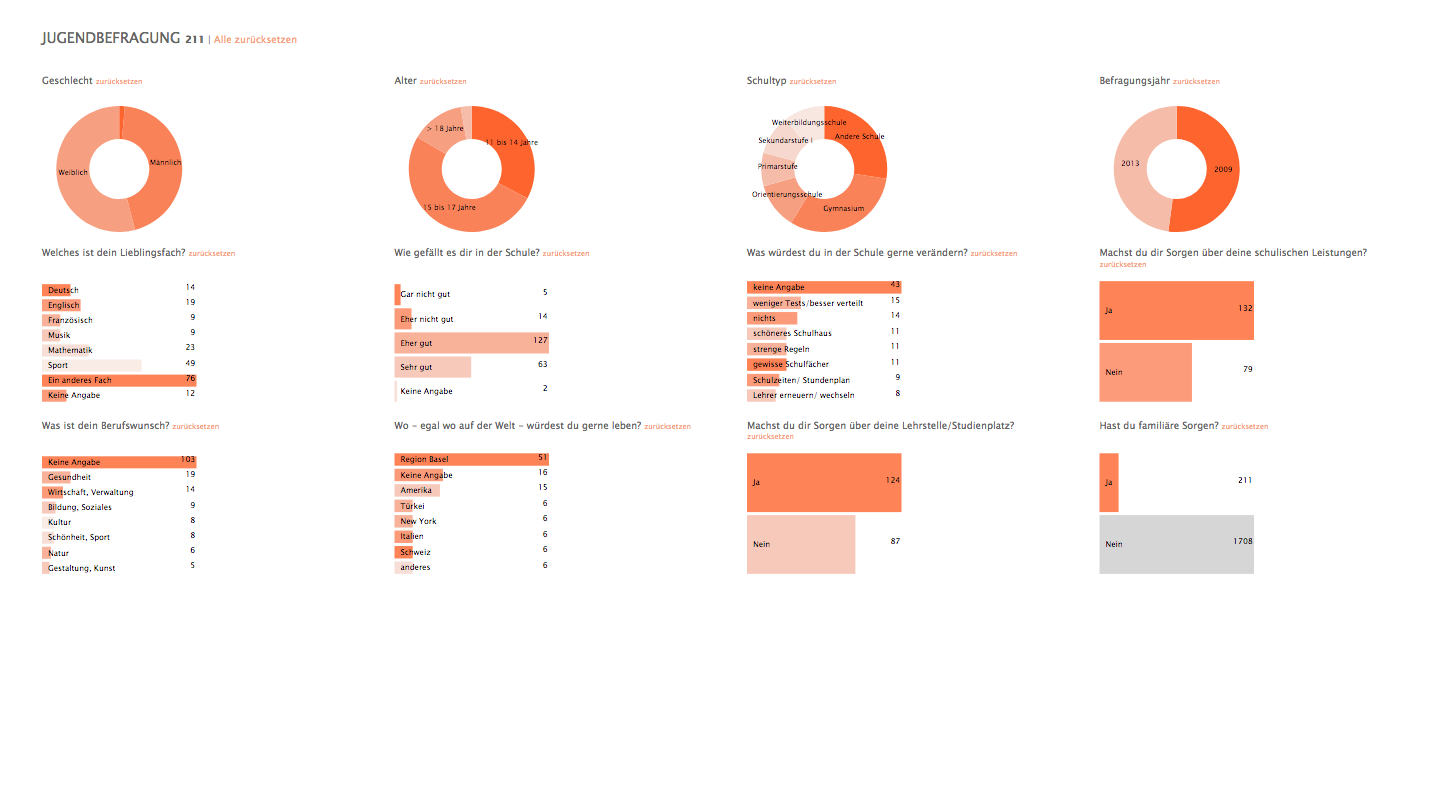 JUGENDBEFRAGUNG 211 | Alle zurücksetzen
Geschlecht zurücksetzen
Männlich
Weiblich
Alter zurücksetzen
> 18 Jahre
11 bis 14 Jahre
15 bis 17 Jahre
Schultyp zurücksetzen
Weiterbildungsschule
Andere Schule
Sekundarstufe I
Primarstufe
Orientierungsschule
Gymnasium
Befragungsjahr zurücksetzen
2013
2009
Welches ist dein Lieblingsfach? zurücksetzen
Deutsch 14
Englisch 19
Französisch 9
Musik 9
Mathematik 23
Sport 49
Ein anderes Fach 76
Keine Angabe 12
Wie gefällt es dir in der Schule? zurücksetzen
Gar nicht gut 5
Eher nicht gut 14
Eher gut 127
Sehr gut 63
Keine Angabe 2
Was würdest du in der Schule gerne verändern? zurücksetzen
keine Angabe 43
weniger Tests/besser verteilt 15
nichts 14
schöneres Schulhaus 11
strenge Regeln 11
gewisse Schulfächer 11
Schulzeiten/ Stundenplan 9
Lehrer erneuern/ wechseln 8
Machst du dir Sorgen über deine schulischen Leistungen?
zurücksetzen
Ja 132
Nein 79
Was ist dein Berufswunsch? zurücksetzen
Keine Angabe 103
Gesundheit 19
Wirtschaft, Verwaltung 14
Bildung, Soziales 9
Kultur 8
Schönheit, Sport 8
Natur 6
Gestaltung, Kunst 5
Wo – egal wo auf der Welt – würdest du gerne leben? zurücksetzen
Region Basel 51
Keine Angabe 16
Amerika 15
Türkei 6
New York 6
Italien 6
Schweiz 6
anderes 6
Machst du dir Sorgen über deine Lehrstelle/Studienplatz?
zurücksetzen
Ja 124
Nein 87
Hast du familiäre Sorgen? zurücksetzen
Ja 211
Nein 1708